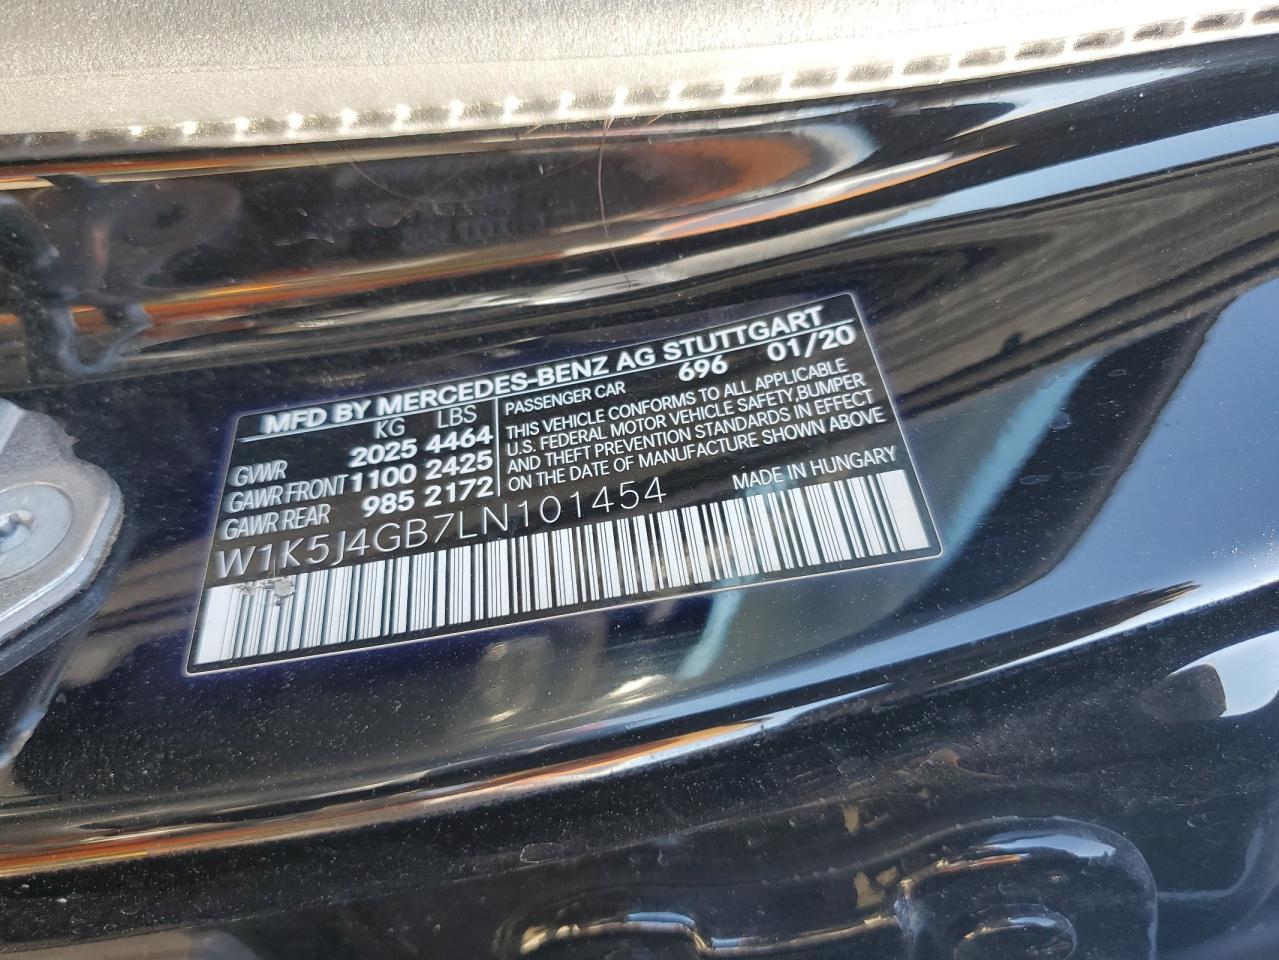 MFD BY MERCEDES-BENZ AG STUTTGART
KG LBS
GVWR 2025 4464
GAWR FRONT 1100 2425
GAWR REAR 985 2172
PASSENGER CAR 696 01/20
THIS VEHICLE CONFORMS TO ALL APPLICABLE
U.S. FEDERAL MOTOR VEHICLE SAFETY,BUMPER
AND THEFT PREVENTION STANDARDS IN EFFECT
ON THE DATE OF MANUFACTURE SHOWN ABOVE
W1K5J4GB7LN101454
MADE IN HUNGARY